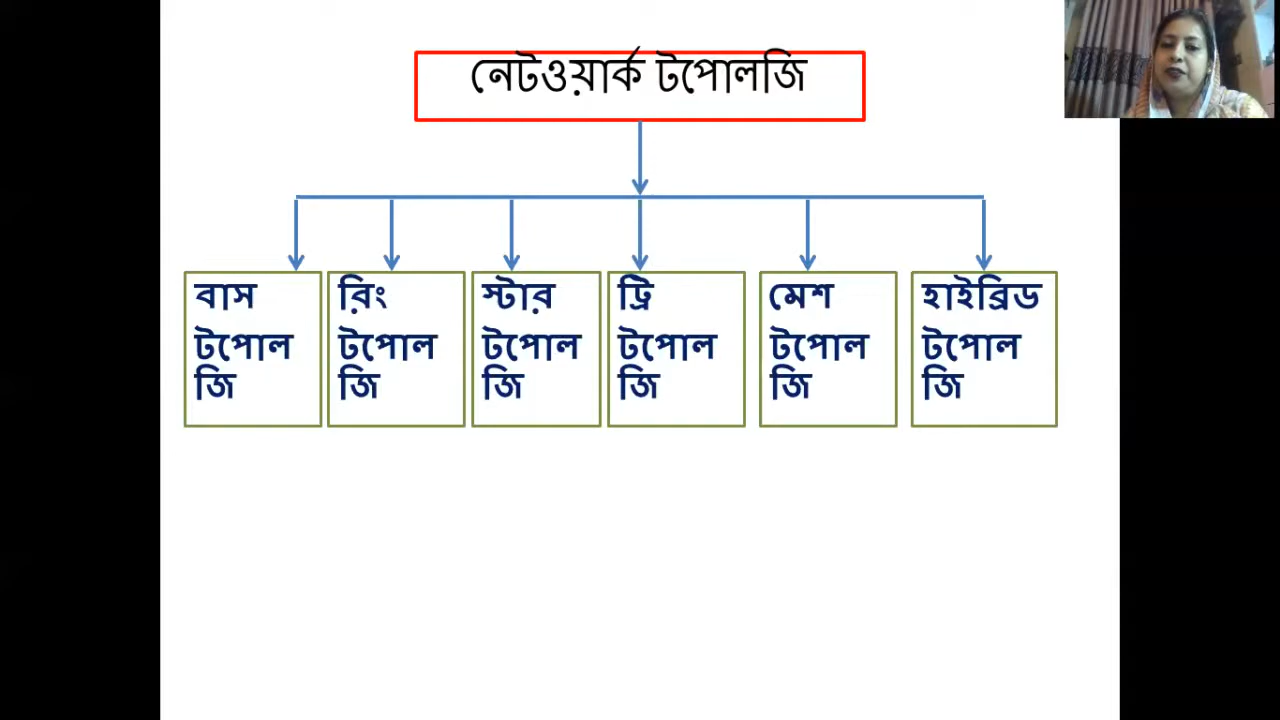 নেটওয়ার্ক টপোলজি
বাস
টপোল
জি
রিং
টপোল
জি
স্টার
টপোল
জি
ট্রি
টপোল
জি
মেশ
টপোল
জি
হাইব্রিড
টপোল
জি